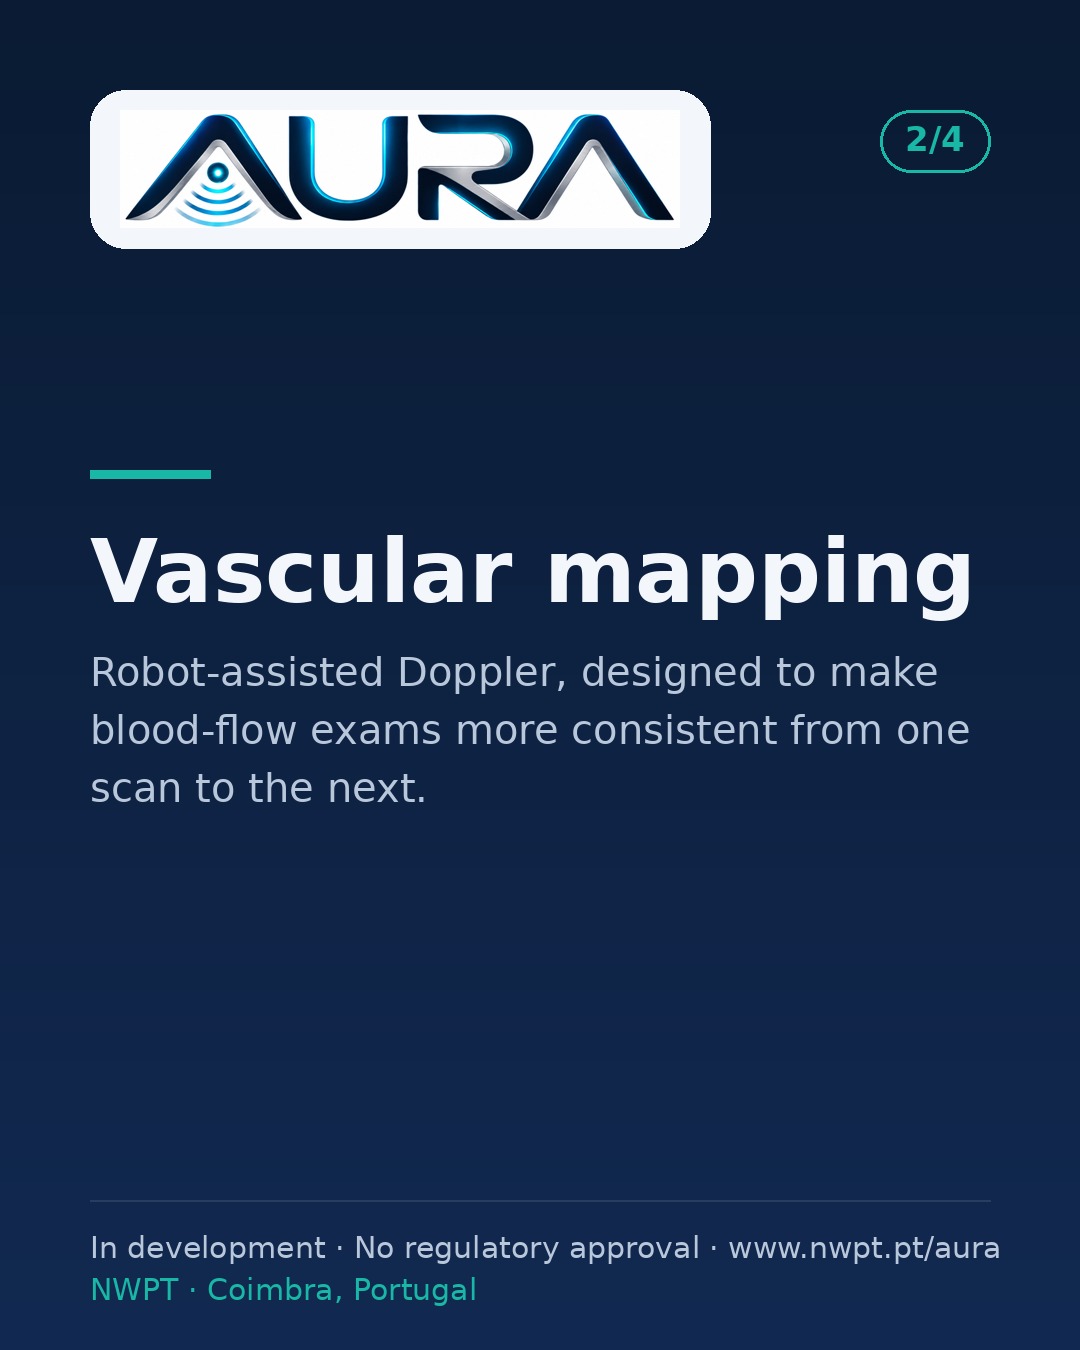 AURA
2/4
Vascular mapping
Robot-assisted Doppler, designed to make
blood-flow exams more consistent from one
scan to the next.
In development · No regulatory approval · www.nwpt.pt/aura
NWPT · Coimbra, Portugal